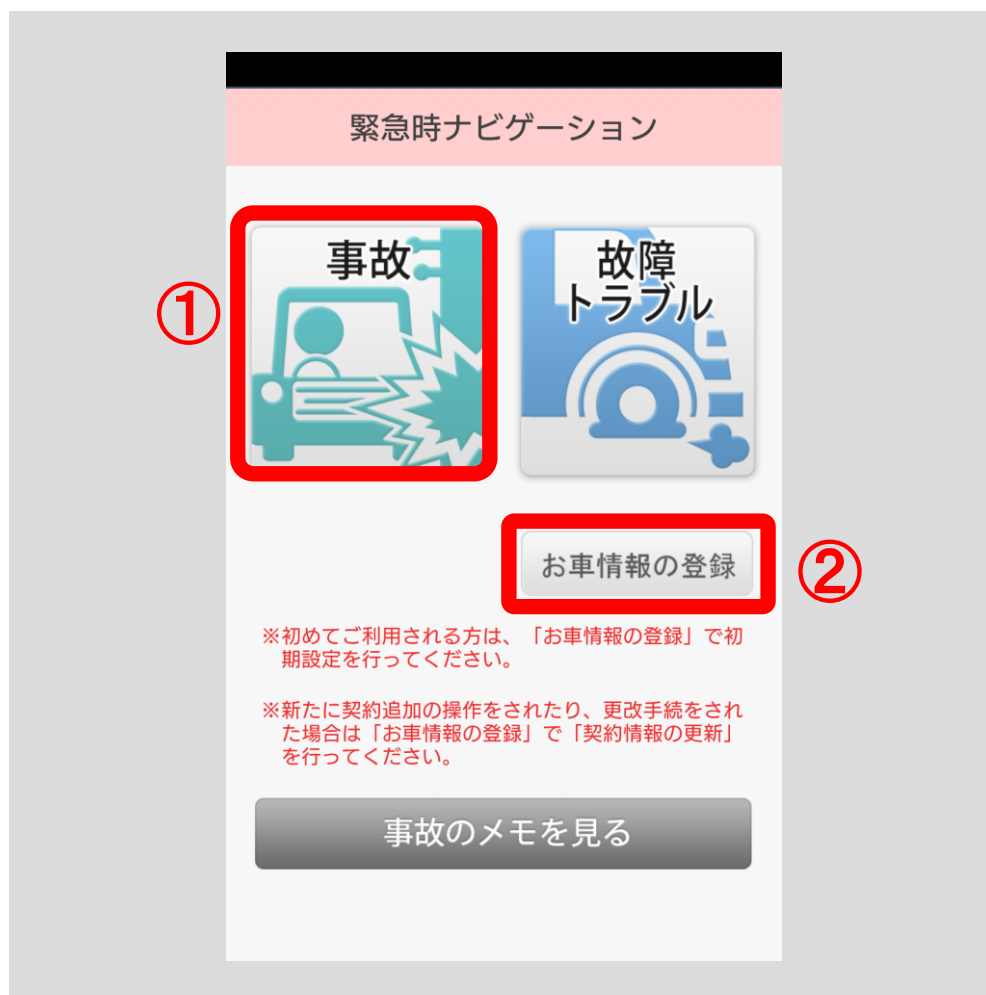 緊急時ナビゲーション
事故
故障
トラブル
①
お車情報の登録
②
※初めてご利用される方は、「お車情報の登録」で初
期設定を行ってください。
※新たに契約追加の操作をされたり、更改手続をされ
た場合は「お車情報の登録」で「契約情報の更新」
を行ってください。
事故のメモを見る